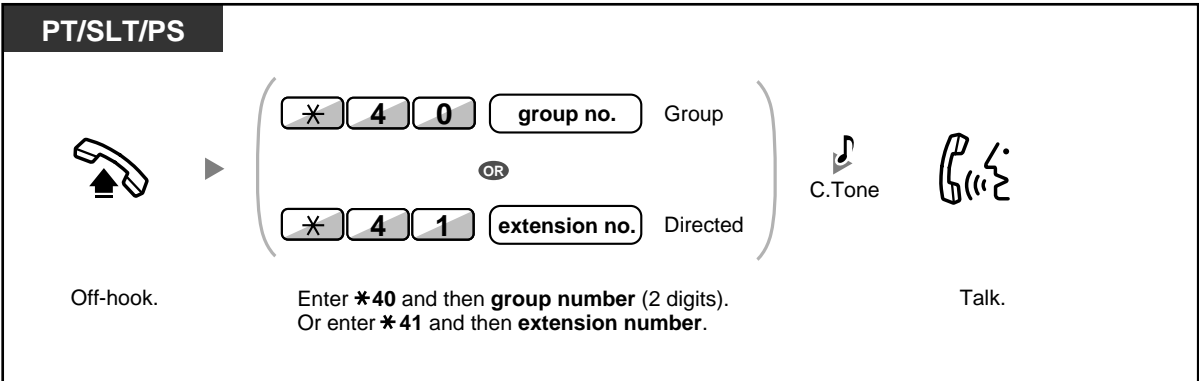 PT/SLT/PS
* 4 0 group no. Group
OR
* 4 1 extension no. Directed
C.Tone
Off-hook.
Enter *40 and then group number (2 digits).
Or enter *41 and then extension number.
Talk.